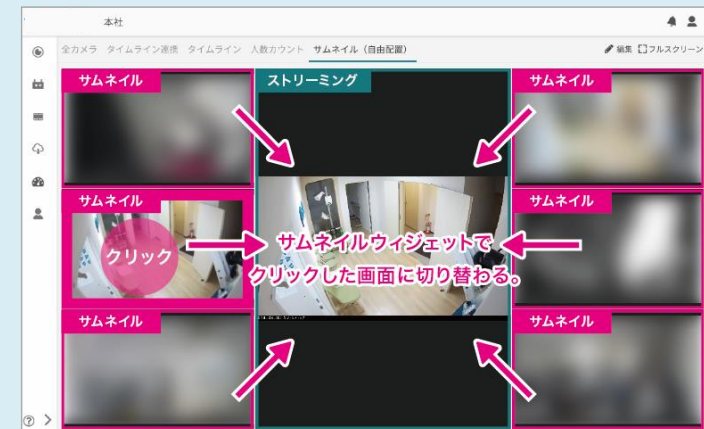 本社
全カメラ タイムライン連携 タイムライン 人数カウント サムネイル（自由配置）
編集 フルスクリーン
サムネイル
ストリーミング
サムネイル
サムネイル
クリック
サムネイル
サムネイルウィジェットで
クリックした画面に切り替わる。
サムネイル
サムネイル